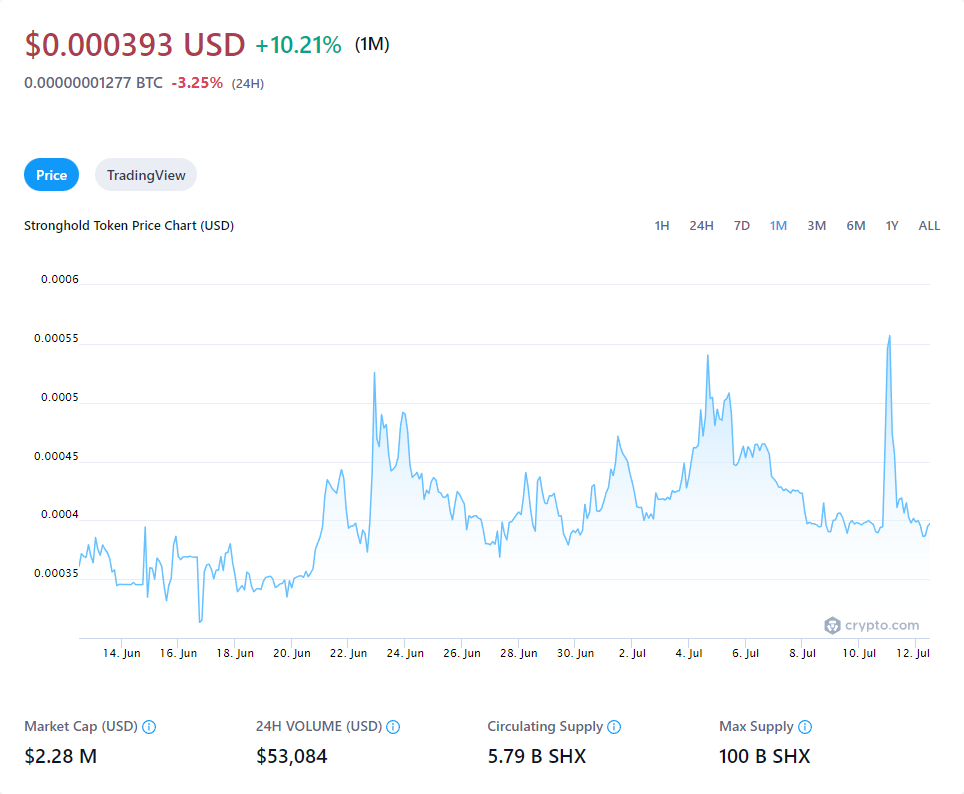 $0.000393 USD +10.21% (1M)
0.00000001277 BTC -3.25% (24H)
Price TradingView
Stronghold Token Price Chart (USD) 1H 24H 7D 1M 3M 6M 1Y ALL
0.0006
0.00055
0.0005
0.00045
0.0004
0.00035
crypto.com
14. Jun 16. Jun 18. Jun 20. Jun 22. Jun 24. Jun 26. Jun 28. Jun 30. Jun 2. Jul 4. Jul 6. Jul 8. Jul 10. Jul 12. Jul
Market Cap (USD) 24H VOLUME (USD) Circulating Supply Max Supply
$2.28 M $53,084 5.79 B SHX 100 B SHX